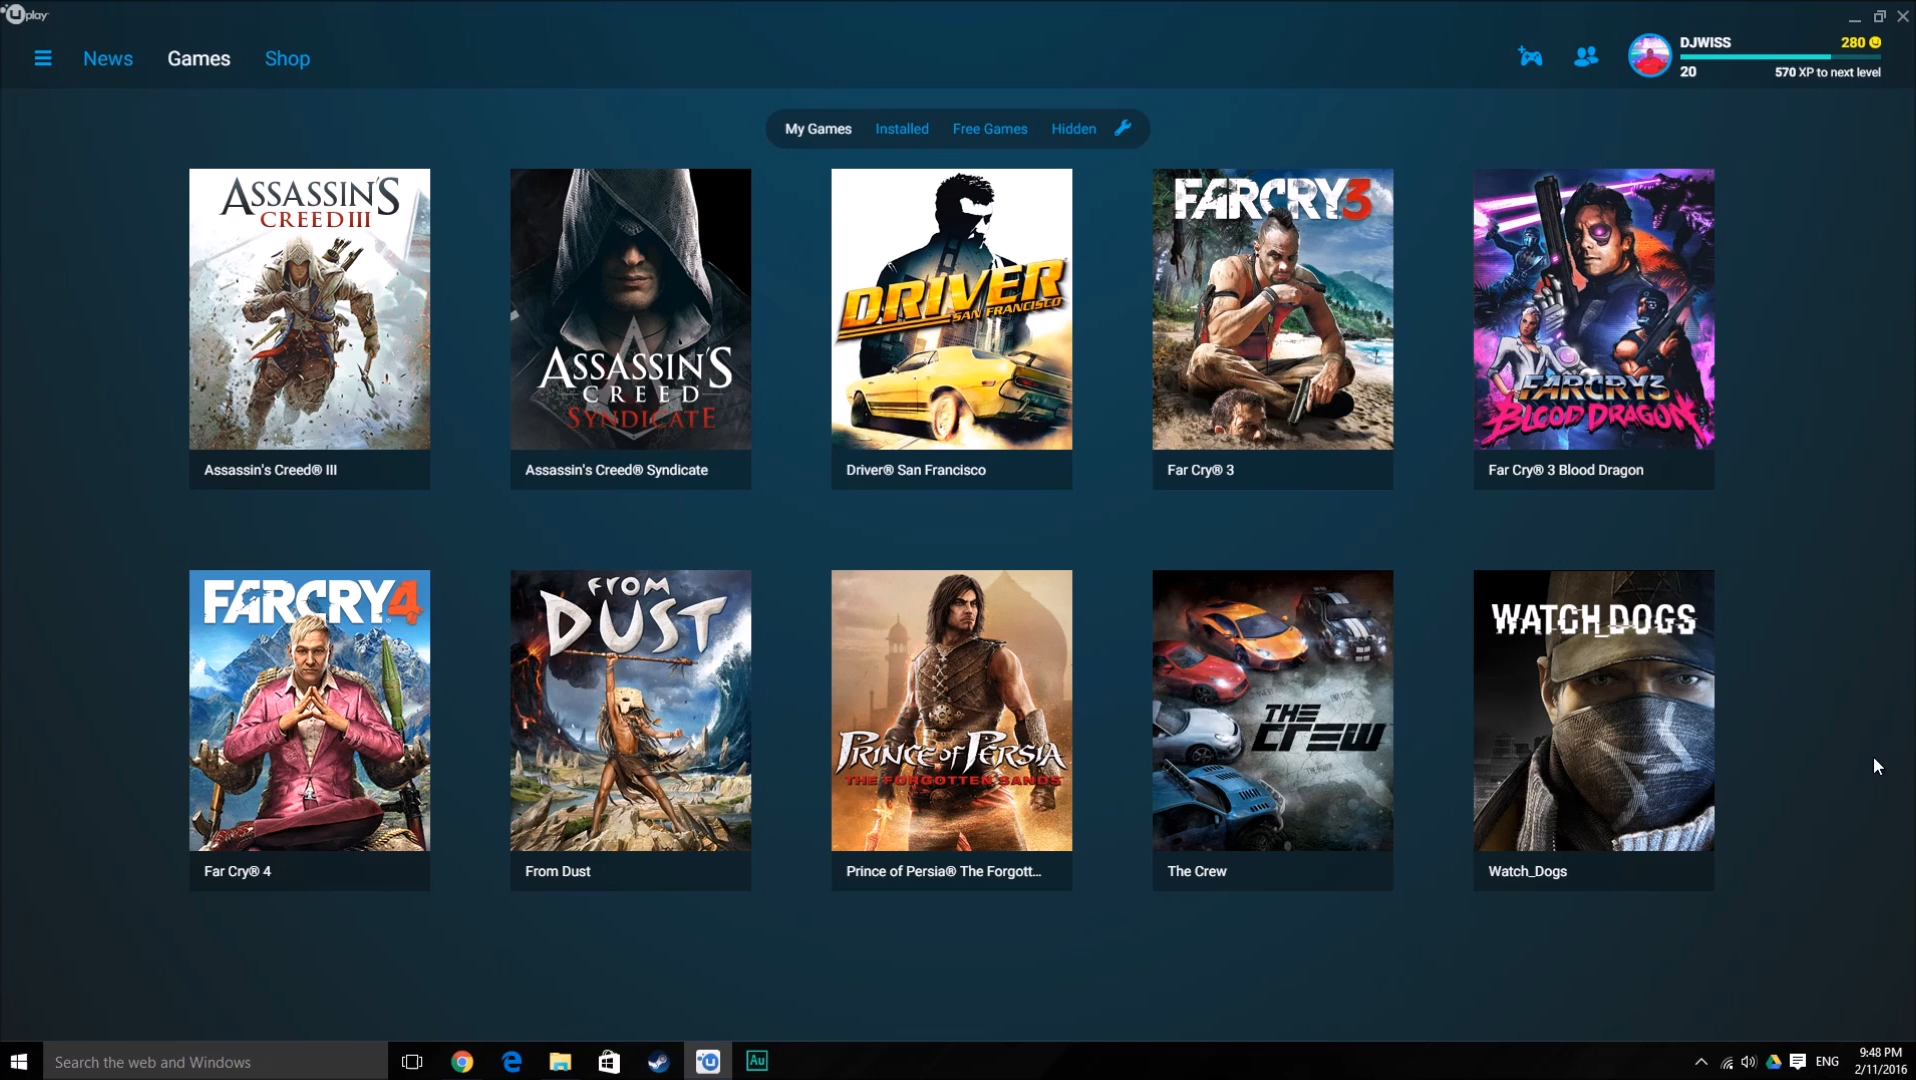 Uplay
News Games Shop
DJWISS 280
20 570 XP to next level
My Games Installed Free Games Hidden
ASSASSIN'S
CREED III
ASSASSIN'S
CREED
SYNDICATE
DRIVER
SAN FRANCISCO
FARCRY3
FARCRY3
BLOOD DRAGON
Assassin's Creed® III
Assassin's Creed® Syndicate
Driver® San Francisco
Far Cry® 3
Far Cry® 3 Blood Dragon
FARCRY4
FROM
DUST
PRINCE OF PERSIA
THE FORGOTTEN SANDS
THE
CREW
WATCH_DOGS
Far Cry® 4
From Dust
Prince of Persia® The Forgott...
The Crew
Watch_Dogs
Search the web and Windows
Au
ENG
9:48 PM
2/11/2016